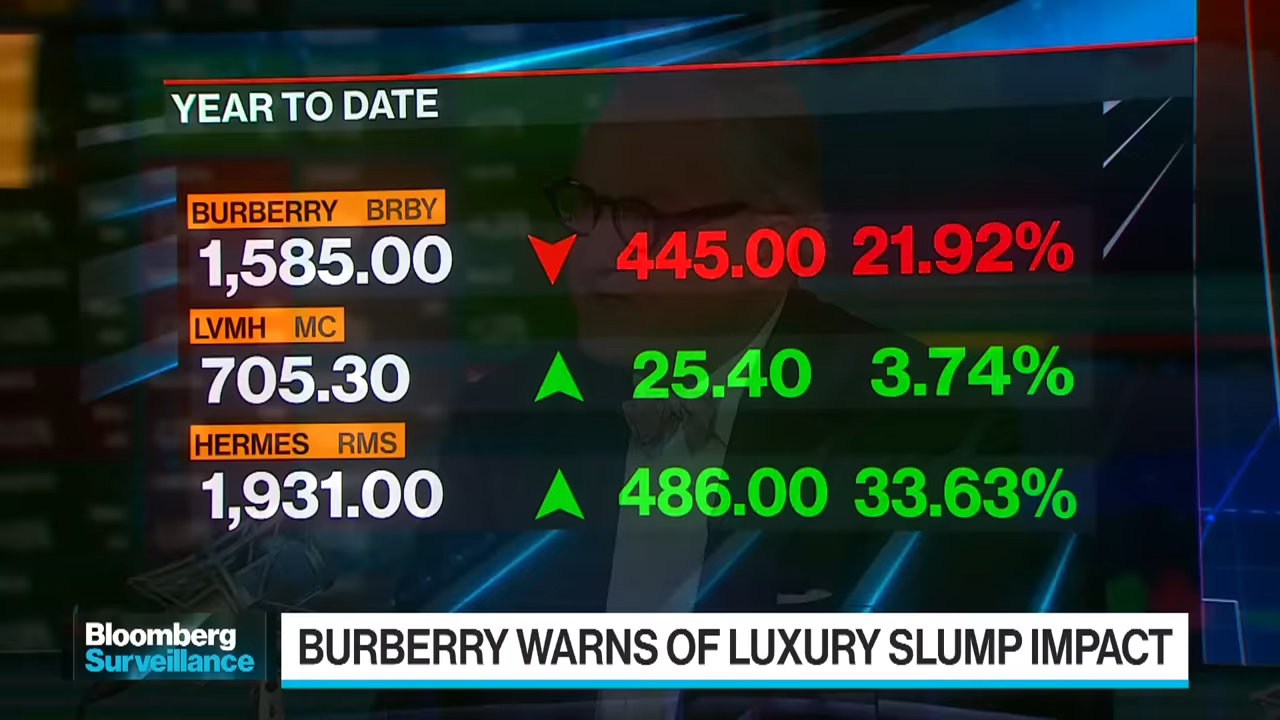 YEAR TO DATE
BURBERRY BRBY
1,585.00 445.00 21.92%
LVMH MC
705.30 25.40 3.74%
HERMES RMS
1,931.00 486.00 33.63%
Bloomberg
Surveillance
BURBERRY WARNS OF LUXURY SLUMP IMPACT